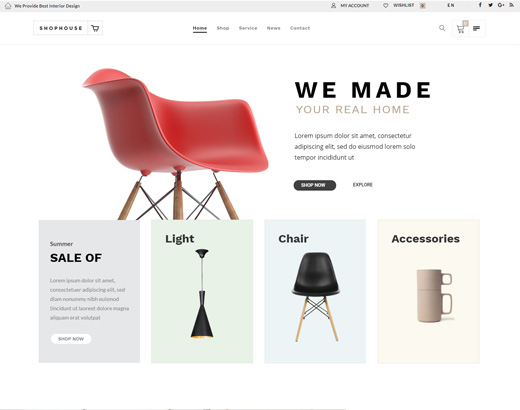 We Provide Best Interior Design
MY ACCOUNT
WISHLIST
0
EN
SHOPHOUSE
Home
Shop
Service
News
Contact
WE MADE
YOUR REAL HOME
Lorem ipsum dolor sit amet, consectetur
adipiscing elit, sed do eiusmod lorem sole
tempor incididunt ut
SHOP NOW
EXPLORE
Summer
SALE OF
Lorem ipsum dolor sit amet,
consectetuer adipiscing elit, sed
diam nonummy nibh euismod
tincidunt ut laoreet dolore magna
aliquam erat volutpat
SHOP NOW
Light
Chair
Accessories